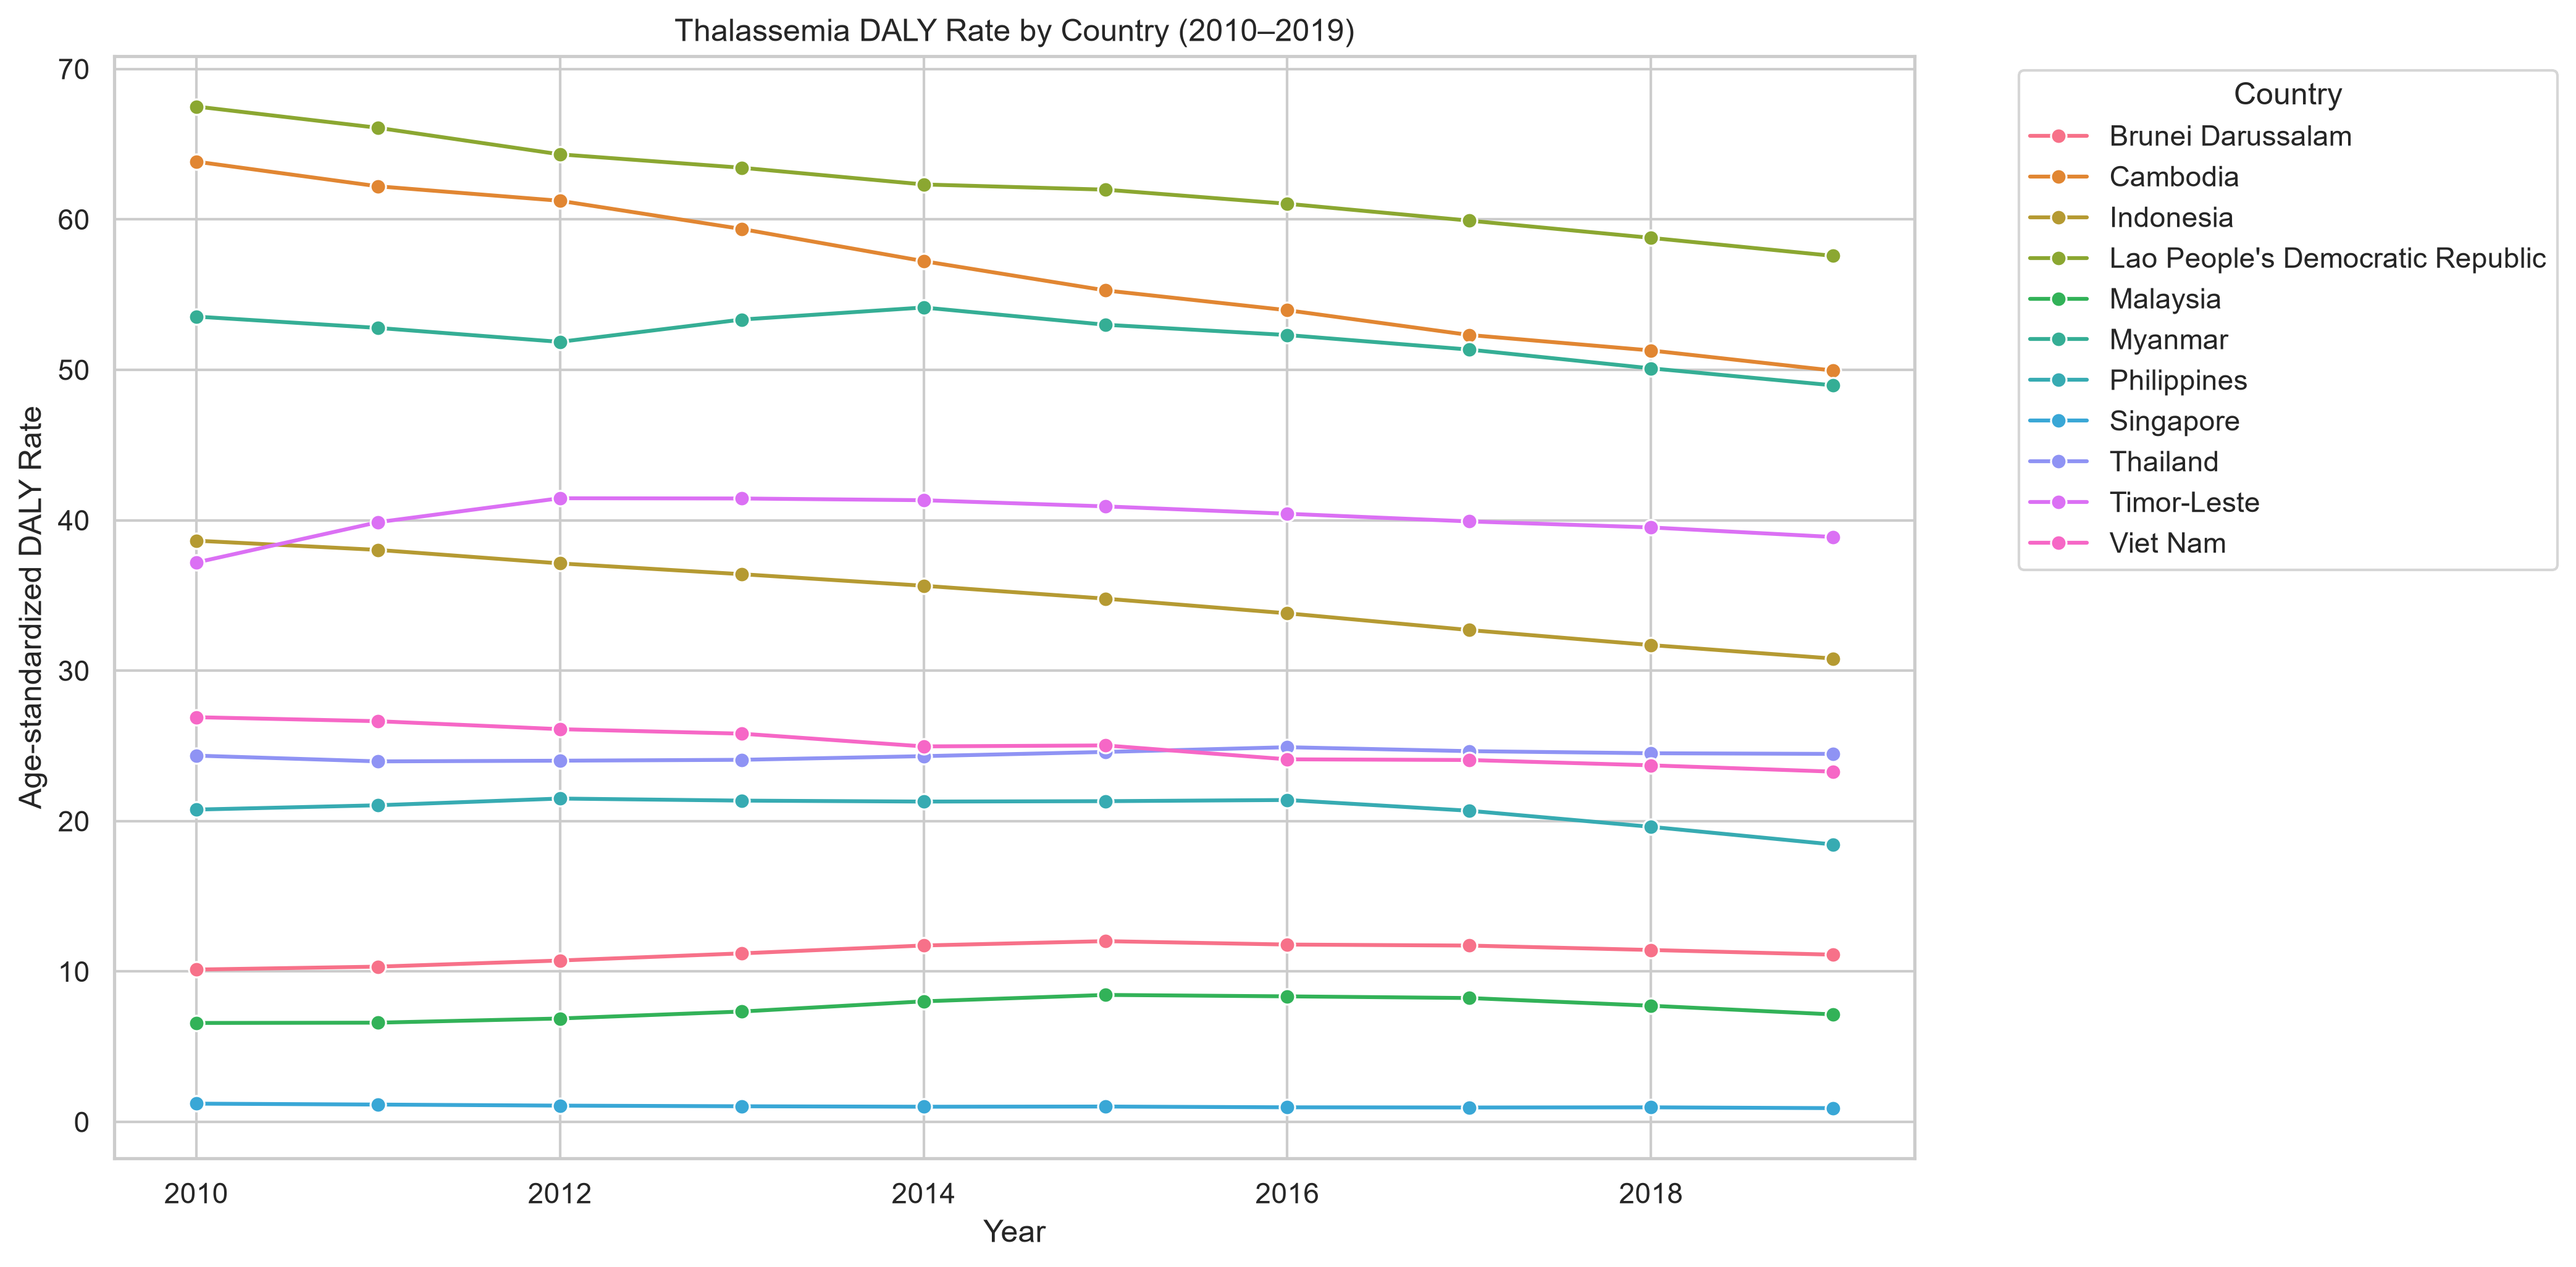 Thalassemia DALY Rate by Country (2010–2019)
70
60
50
40
30
20
10
0
Age-standardized DALY Rate
2010
2012
2014
2016
2018
Year
Country
Brunei Darussalam
Cambodia
Indonesia
Lao People's Democratic Republic
Malaysia
Myanmar
Philippines
Singapore
Thailand
Timor-Leste
Viet Nam